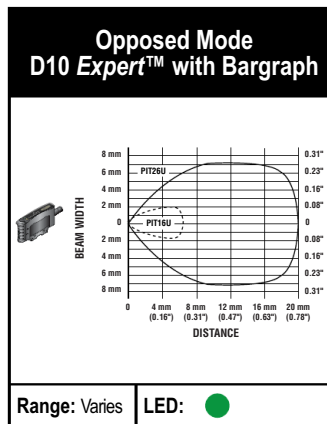 Opposed Mode
D10 Expert™ with Bargraph
8 mm
6 mm
4 mm
2 mm
0
2 mm
4 mm
6 mm
8 mm
BEAM WIDTH
PIT26U
PIT16U
0.31"
0.23"
0.16"
0.08"
0
0.08"
0.16"
0.23"
0.31"
0 4 mm 8 mm 12 mm 16 mm 20 mm
(0.16") (0.31") (0.47") (0.63") (0.78")
DISTANCE
Range: Varies LED: